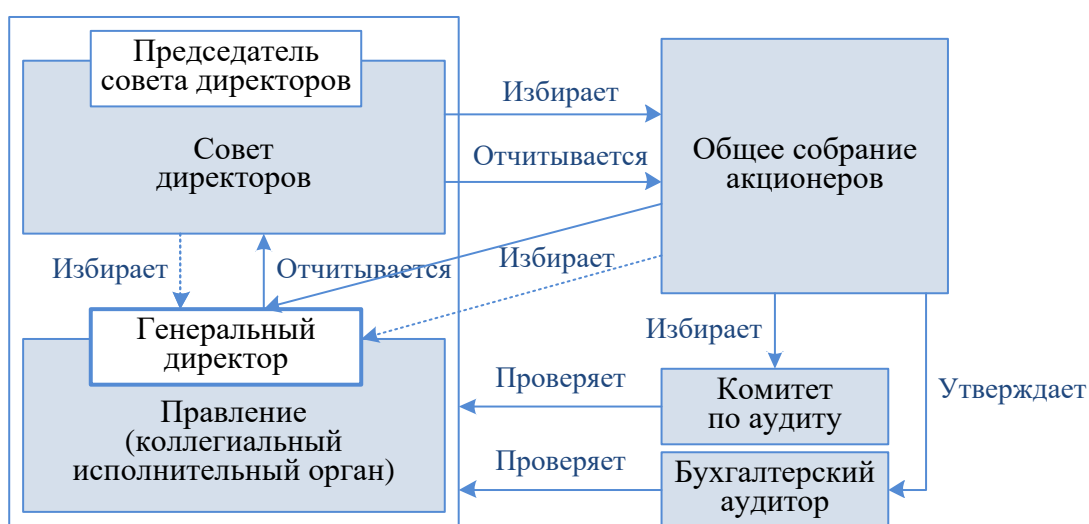 Председатель
совета директоров
Совет
директоров
Избирает
Отчитывается
Общее собрание
акционеров
Избирает
Отчитывается
Избирает
Генеральный
директор
Правление
(коллегиальный
исполнительный орган)
Избирает
Утверждает
Проверяет
Комитет
по аудиту
Проверяет
Бухгалтерский
аудитор